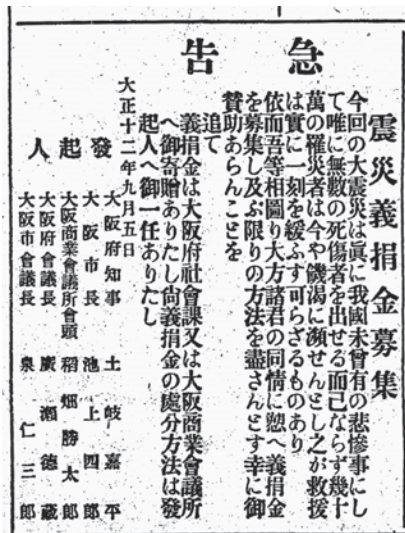 急告
震災義捐金募集
今回の大震災は眞に我國未曾有の悲慘事にし
て唯に無數の死傷者を出せる而已ならず幾十
萬の罹災者は今や饑渴に瀕せんとし之が救援
は實に一刻を緩ふす可らざるものあり
依而吾等相圖り大方諸君の同情に愬へ義捐金
を募集し及ぶ限りの方法を盡さんとす幸に御
賛助あらんことを
追て
義捐金は大阪府社會課又は大阪商業會議所
へ御寄贈ありたし尙義捐金の處分方法は發
起人へ御一任ありたし
大正十二年九月五日
發起人
大阪府知事 土岐嘉平
大阪市長 池上四郎
大阪商業會議所會頭 稻畑勝太郎
大阪府會議長 廣瀨德藏
大阪市會議長 泉仁三郎